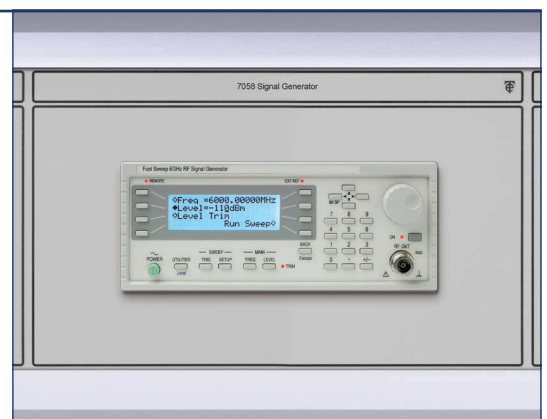 7058 Signal Generator
Fast Sweep 6GHz RF Signal Generator
REMOTE
EXT REF
◇Freq =6000.00000MHz
◆Level=-110dBm
◇Level Trim
Run Sweep◇
7 8 9
4 5 6
1 2 3
0 • +/-
ON
RF OUT
50Ω
BACK
Escape
SWEEP
MAIN
POWER
UTILITIES
TRIG
SETUP
FREQ
LEVEL
TRIM